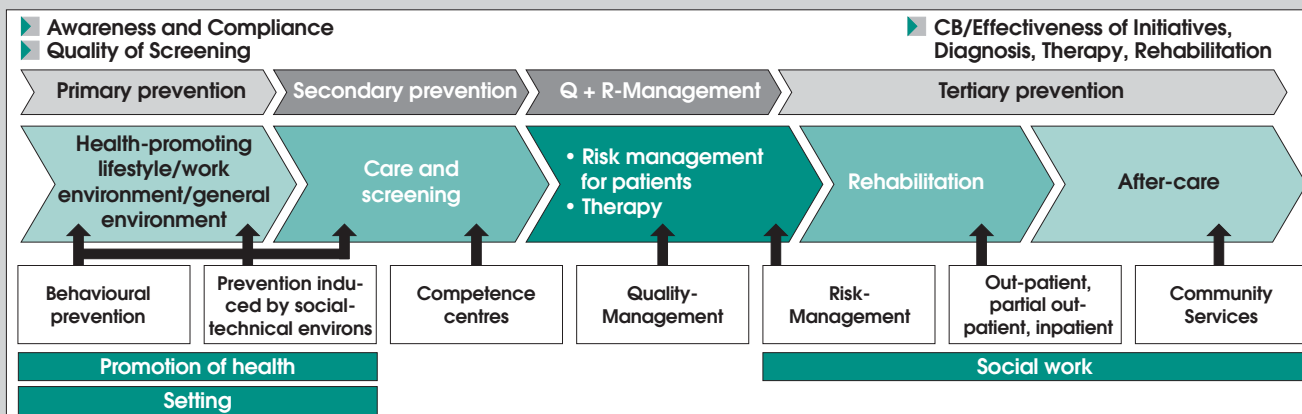 Awareness and Compliance
Quality of Screening
CB/Effectiveness of Initiatives,
Diagnosis, Therapy, Rehabilitation
Primary prevention
Secondary prevention
Q + R-Management
Tertiary prevention
Health-promoting
lifestyle/work
environment/general
environment
Care and
screening
• Risk management
for patients
• Therapy
Rehabilitation
After-care
Behavioural
prevention
Prevention indu-
ced by social-
technical environs
Competence
centres
Quality-
Management
Risk-
Management
Out-patient,
partial out-
patient, inpatient
Community
Services
Promotion of health
Social work
Setting